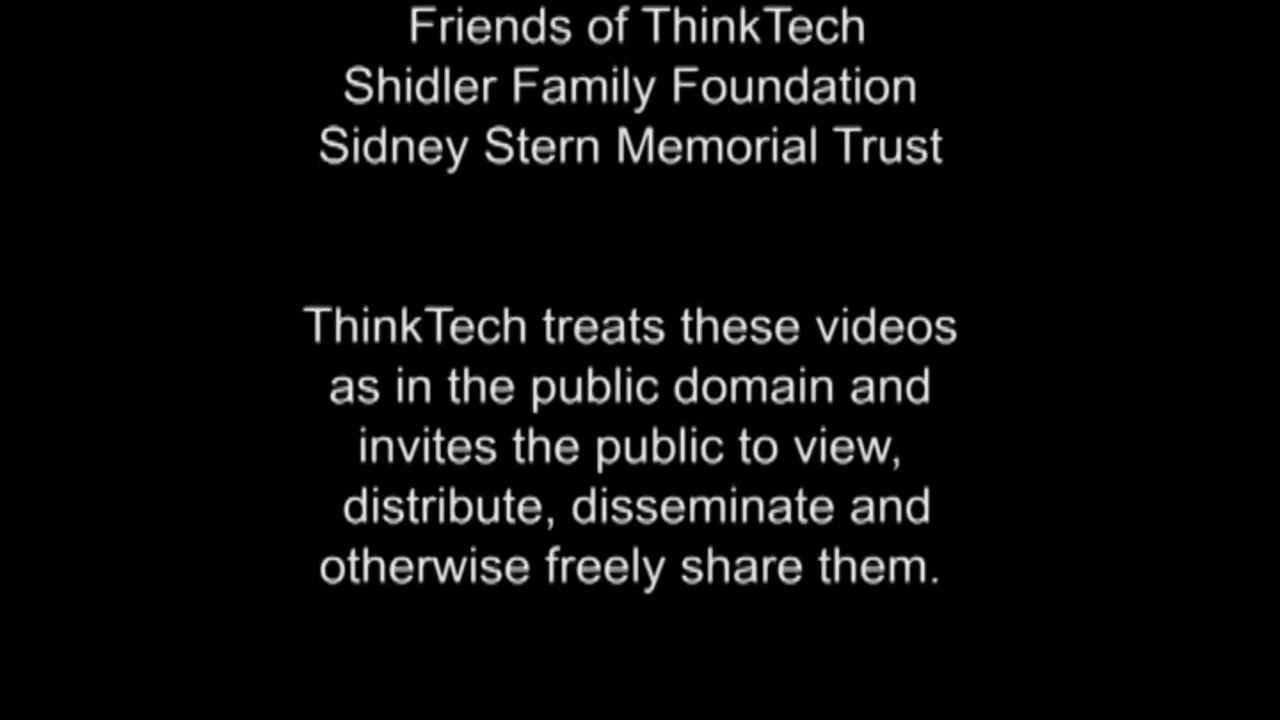 Friends of ThinkTech
Shidler Family Foundation
Sidney Stern Memorial Trust
ThinkTech treats these videos
as in the public domain and
invites the public to view,
distribute, disseminate and
otherwise freely share them.